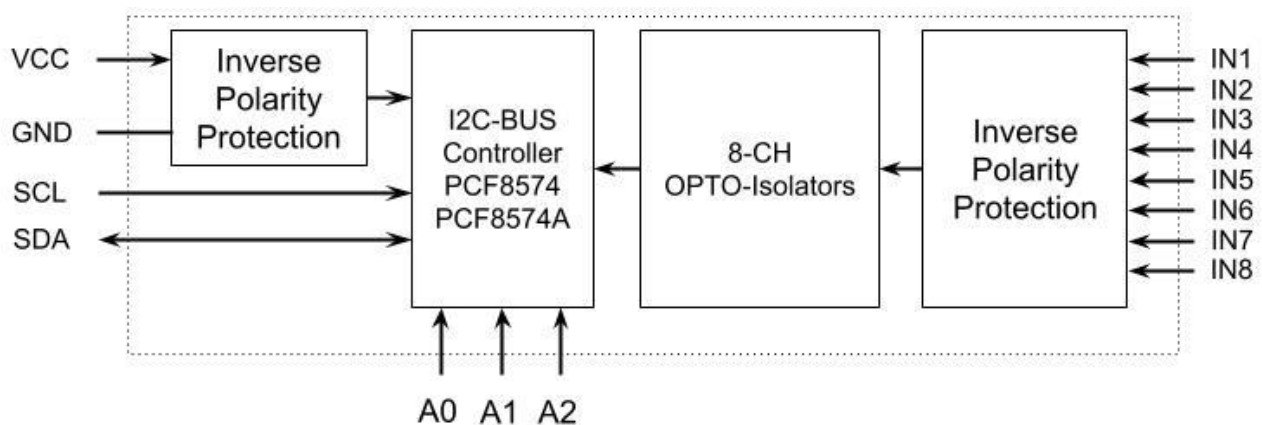 VCC
GND
SCL
SDA
Inverse
Polarity
Protection
I2C-BUS
Controller
PCF8574
PCF8574A
8-CH
OPTO-Isolators
Inverse
Polarity
Protection
IN1
IN2
IN3
IN4
IN5
IN6
IN7
IN8
A0 A1 A2